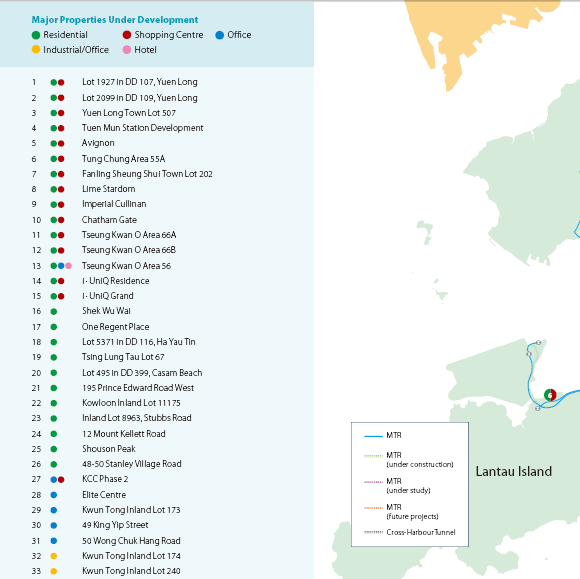 Major Properties Under Development
Residential Shopping Centre Office
Industrial/Office Hotel
1 Lot 1927 in DD 107, Yuen Long
2 Lot 2099 in DD 109, Yuen Long
3 Yuen Long Town Lot 507
4 Tuen Mun Station Development
5 Avignon
6 Tung Chung Area 55A
7 Fanling Sheung Shui Town Lot 202
8 Lime Stardom
9 Imperial Cullinan
10 Chatham Gate
11 Tseung Kwan O Area 66A
12 Tseung Kwan O Area 66B
13 Tseung Kwan O Area 56
14 i·UniQ Residence
15 i·UniQ Grand
16 Shek Wu Wai
17 One Regent Place
18 Lot 5371 in DD 116, Ha Yau Tin
19 Tsing Lung Tau Lot 67
20 Lot 495 in DD 399, Casam Beach
21 195 Prince Edward Road West
22 Kowloon Inland Lot 11175
23 Inland Lot 8963, Stubbs Road
24 12 Mount Kellett Road
25 Shouson Peak
26 48-50 Stanley Village Road
27 KCC Phase 2
28 Elite Centre
29 Kwun Tong Inland Lot 173
30 49 King Yip Street
31 50 Wong Chuk Hang Road
32 Kwun Tong Inland Lot 174
33 Kwun Tong Inland Lot 240
6
MTR
MTR
(under construction)
MTR
(under study)
MTR
(future projects)
Cross-Harbour Tunnel
Lantau Island